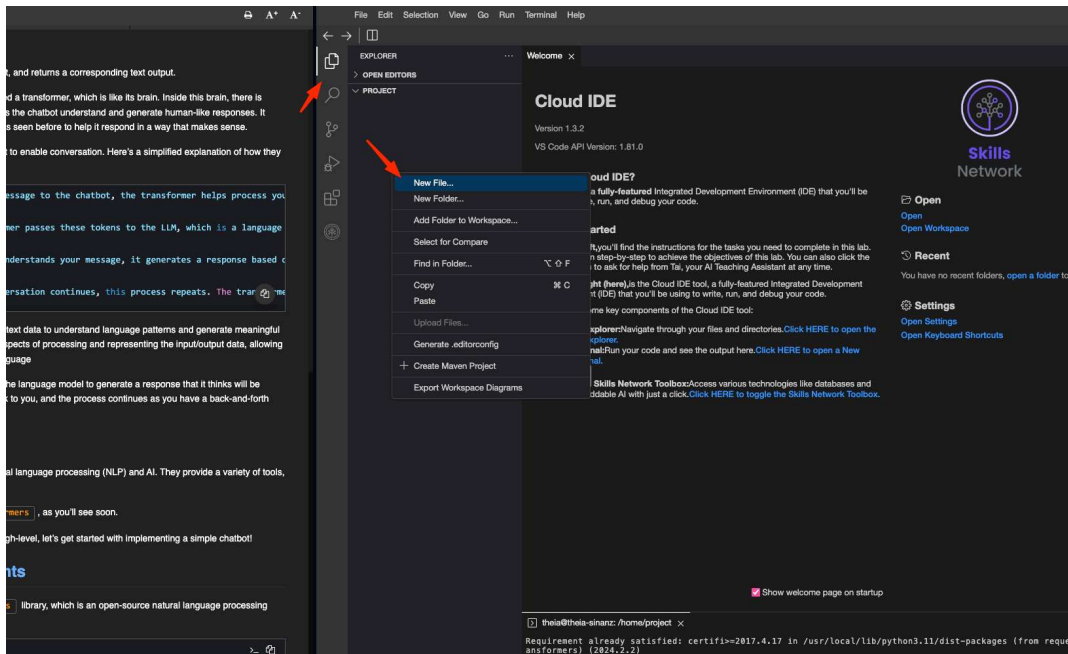 A+ A-
t, and returns a corresponding text output.
d a transformer, which is like its brain. Inside this brain, there is
s the chatbot understand and generate human-like responses. It
s seen before to help it respond in a way that makes sense.
t to enable conversation. Here's a simplified explanation of how they
essage to the chatbot, the transformer helps process you
mer passes these tokens to the LLM, which is a language
nderstands your message, it generates a response based
ersation continues, this process repeats. The
text data to understand language patterns and generate meaningful
spects of processing and representing the input/output data, allowing
guage
he language model to generate a response that it thinks will be
to you, and the process continues as you have a back-and-forth
al language processing (NLP) and AI. They provide a variety of tools,
rmers , as you'll see soon.
gh-level, let's get started with implementing a simple chatbot!
nts
s library, which is an open-source natural language processing
File Edit Selection View Go Run Terminal Help
EXPLORER
OPEN EDITORS
PROJECT
New File...
New Folder...
Add Folder to Workspace...
Select for Compare
Find in Folder... ⌥ ⇧ F
Copy ⌘ C
Paste
Upload Files...
Generate .editorconfig
Create Maven Project
Export Workspace Diagrams
Welcome
Cloud IDE
Version 1.3.2
VS Code API Version: 1.81.0
oud IDE?
a fully-featured Integrated Development Environment (IDE) that you'll be
e, run, and debug your code.
arted
ft,you'll find the instructions for the tasks you need to complete in this lab.
n step-by-step to achieve the objectives of this lab. You can also click the
to ask for help from Tai, your AI Teaching Assistant at any time.
ght (here),is the Cloud IDE tool, a fully-featured Integrated Development
nt (IDE) that you'll be using to write, run, and debug your code.
ome key components of the Cloud IDE tool:
xplorer:Navigate through your files and directories.Click HERE to open the
xplorer.
nal:Run your code and see the output here.Click HERE to open a New
nal.
Skills Network Toolbox:Access various technologies like databases and
ddable AI with just a click.Click HERE to toggle the Skills Network Toolbox.
Skills
Network
Open
Open
Open Workspace
Recent
You have no recent folders, open a folder to
Settings
Open Settings
Open Keyboard Shortcuts
Show welcome page on startup
theia@theia-sinanz: /home/project
Requirement already satisfied: certifi>=2017.4.17 in /usr/local/lib/python3.11/dist-packages (from reque
ansformers) (2024.2.2)